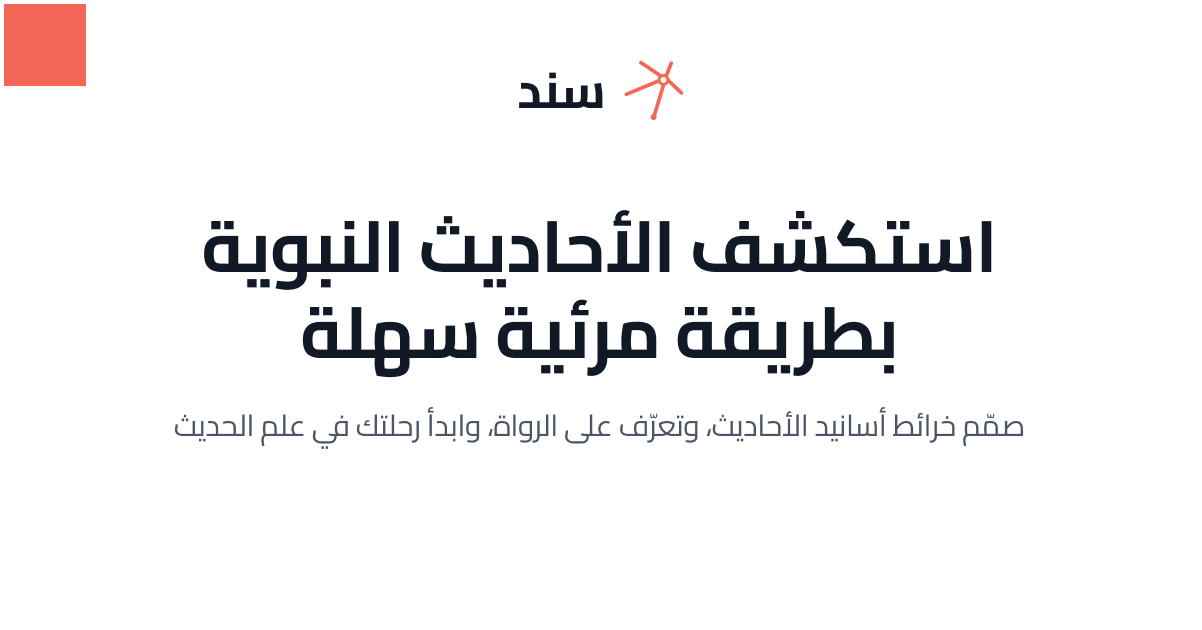 سند
استكشف الأحاديث النبوية
بطريقة مرئية سهلة
صمّم خرائط أسانيد الأحاديث، وتعرّف على الرواة، وابدأ رحلتك في علم الحديث